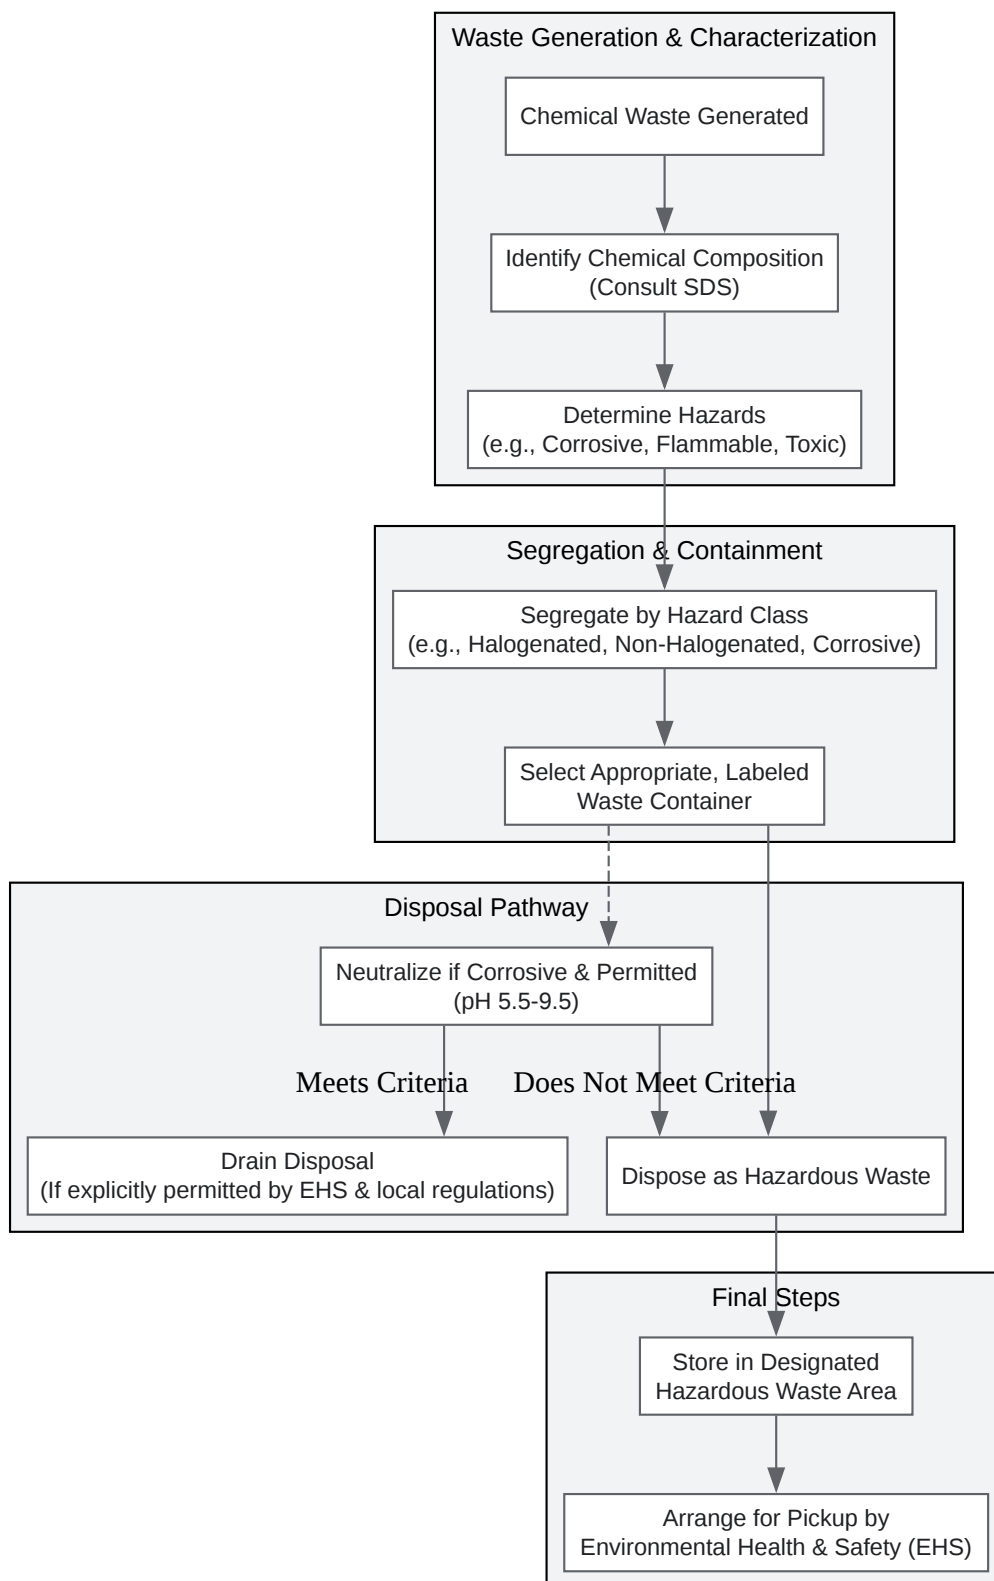 Waste Generation & Characterization
Chemical Waste Generated
Identify Chemical Composition
(Consult SDS)
Determine Hazards
(e.g., Corrosive, Flammable, Toxic)
Segregation & Containment
Segregate by Hazard Class
(e.g., Halogenated, Non-Halogenated, Corrosive)
Select Appropriate, Labeled
Waste Container
Disposal Pathway
Neutralize if Corrosive & Permitted
(pH 5.5-9.5)
Meets Criteria
Does Not Meet Criteria
Drain Disposal
(If explicitly permitted by EHS & local regulations)
Dispose as Hazardous Waste
Final Steps
Store in Designated
Hazardous Waste Area
Arrange for Pickup by
Environmental Health & Safety (EHS)